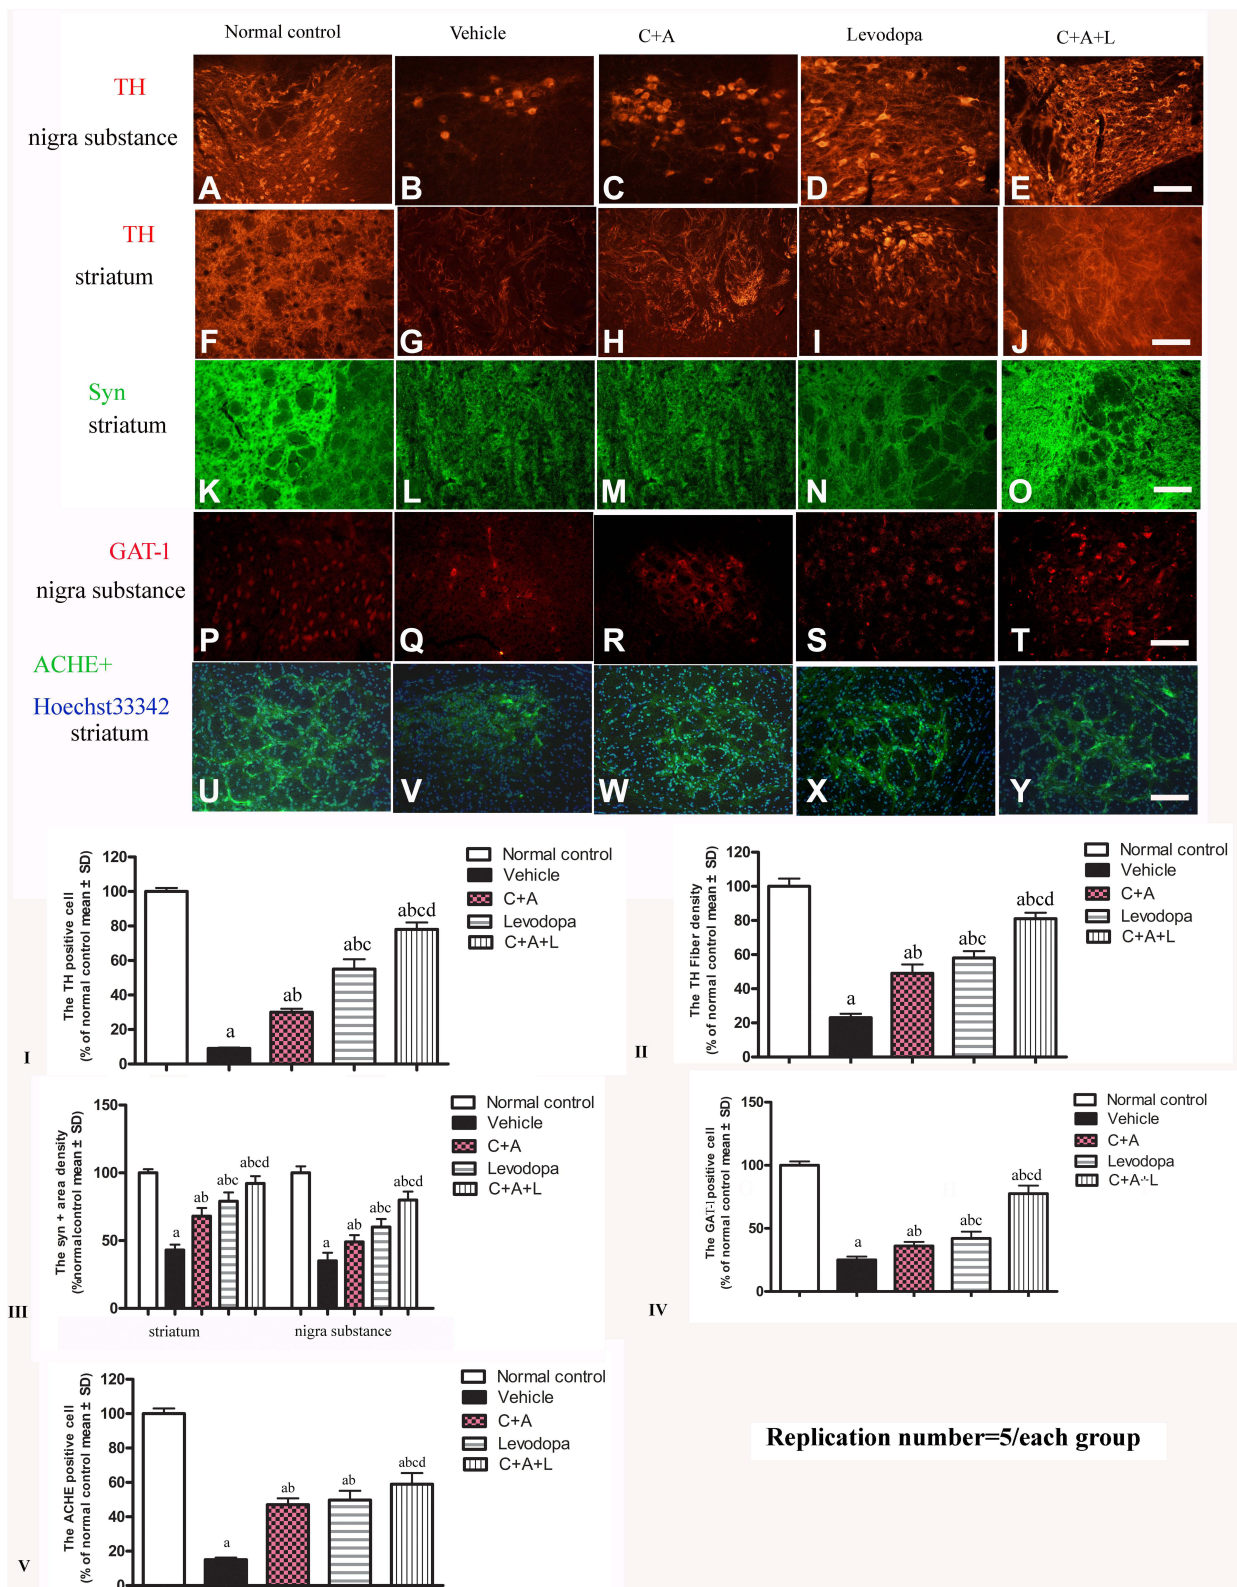 Normal control
Vehicle
C+A
Levodopa
C+A+L
TH
nigra substance
A
B
C
D
E
TH
striatum
F
G
H
I
J
Syn
striatum
K
L
M
N
O
GAT-1
nigra substance
P
Q
R
S
T
ACHE+
Hoechst33342
striatum
U
V
W
X
Y
I
The TH positive cell
(% of normal control mean ± SD)
120
100
80
60
40
20
0
a
ab
abc
abcd
Normal control
Vehicle
C+A
Levodopa
C+A+L
II
The TH Fiber density
(% of normal control mean ± SD)
120
100
80
60
40
20
0
a
ab
abc
abcd
Normal control
Vehicle
C+A
Levodopa
C+A+L
III
The syn + area density
(%normalcontrol mean ± SD)
150
100
50
0
a
ab
abc
abcd
a
ab
abc
abcd
striatum
nigra substance
Normal control
Vehicle
C+A
Levodopa
C+A+L
IV
The GAT-I positive cell
(% of normal control mean ± SD)
150
100
50
0
a
ab
abc
abcd
Normal control
Vehicle
C+A
Levodopa
C+A+L
V
The ACHE positive cell
(% of normal control mean ± SD)
120
100
80
60
40
20
0
a
ab
ab
abcd
Normal control
Vehicle
C+A
Levodopa
C+A+L
Replication number=5/each group